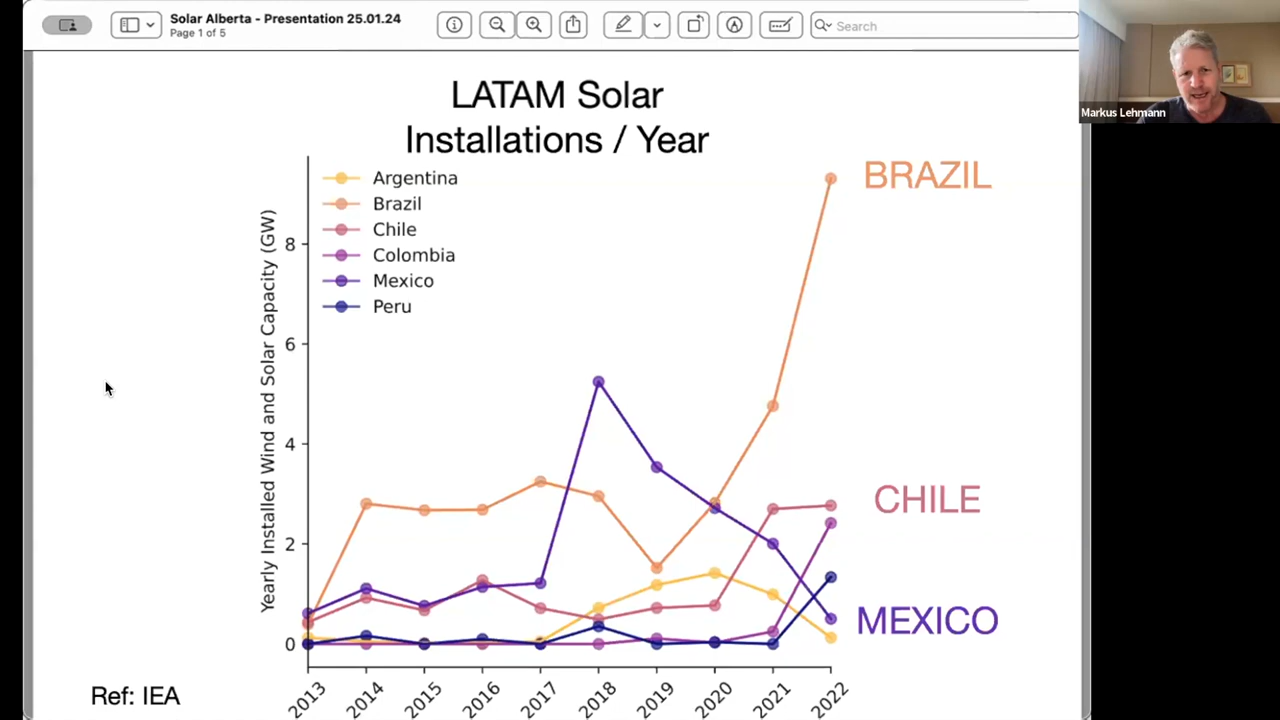 Solar Alberta - Presentation 25.01.24
Page 1 of 5
Search
Markus Lehmann
LATAM Solar
Installations / Year
Argentina
Brazil
Chile
Colombia
Mexico
Peru
BRAZIL
CHILE
MEXICO
Yearly Installed Wind and Solar Capacity (GW)
8
6
4
2
0
2013 2014 2015 2016 2017 2018 2019 2020 2021 2022
Ref: IEA